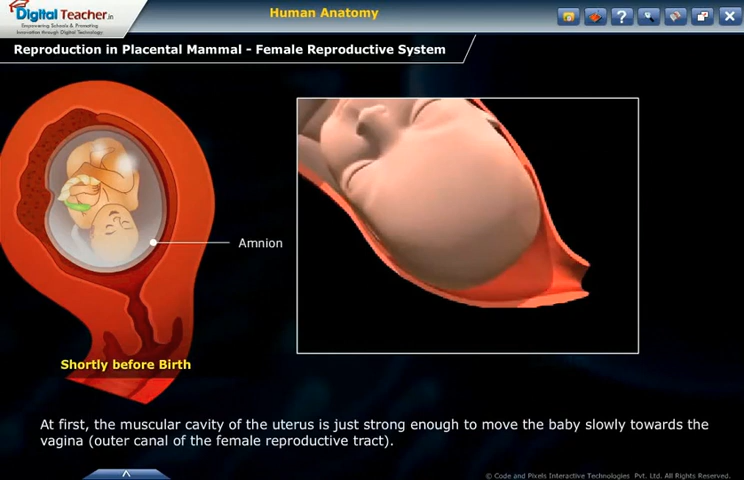 Digital Teacher.in
Empowering Schools & Promoting
Innovative through Digital Technology
Human Anatomy
?
Reproduction in Placental Mammal - Female Reproductive System
Amnion
Shortly before Birth
At first, the muscular cavity of the uterus is just strong enough to move the baby slowly towards the
vagina (outer canal of the female reproductive tract).
© Code and Pixels Interactive Technologies Pvt. Ltd. All Rights Reserved.